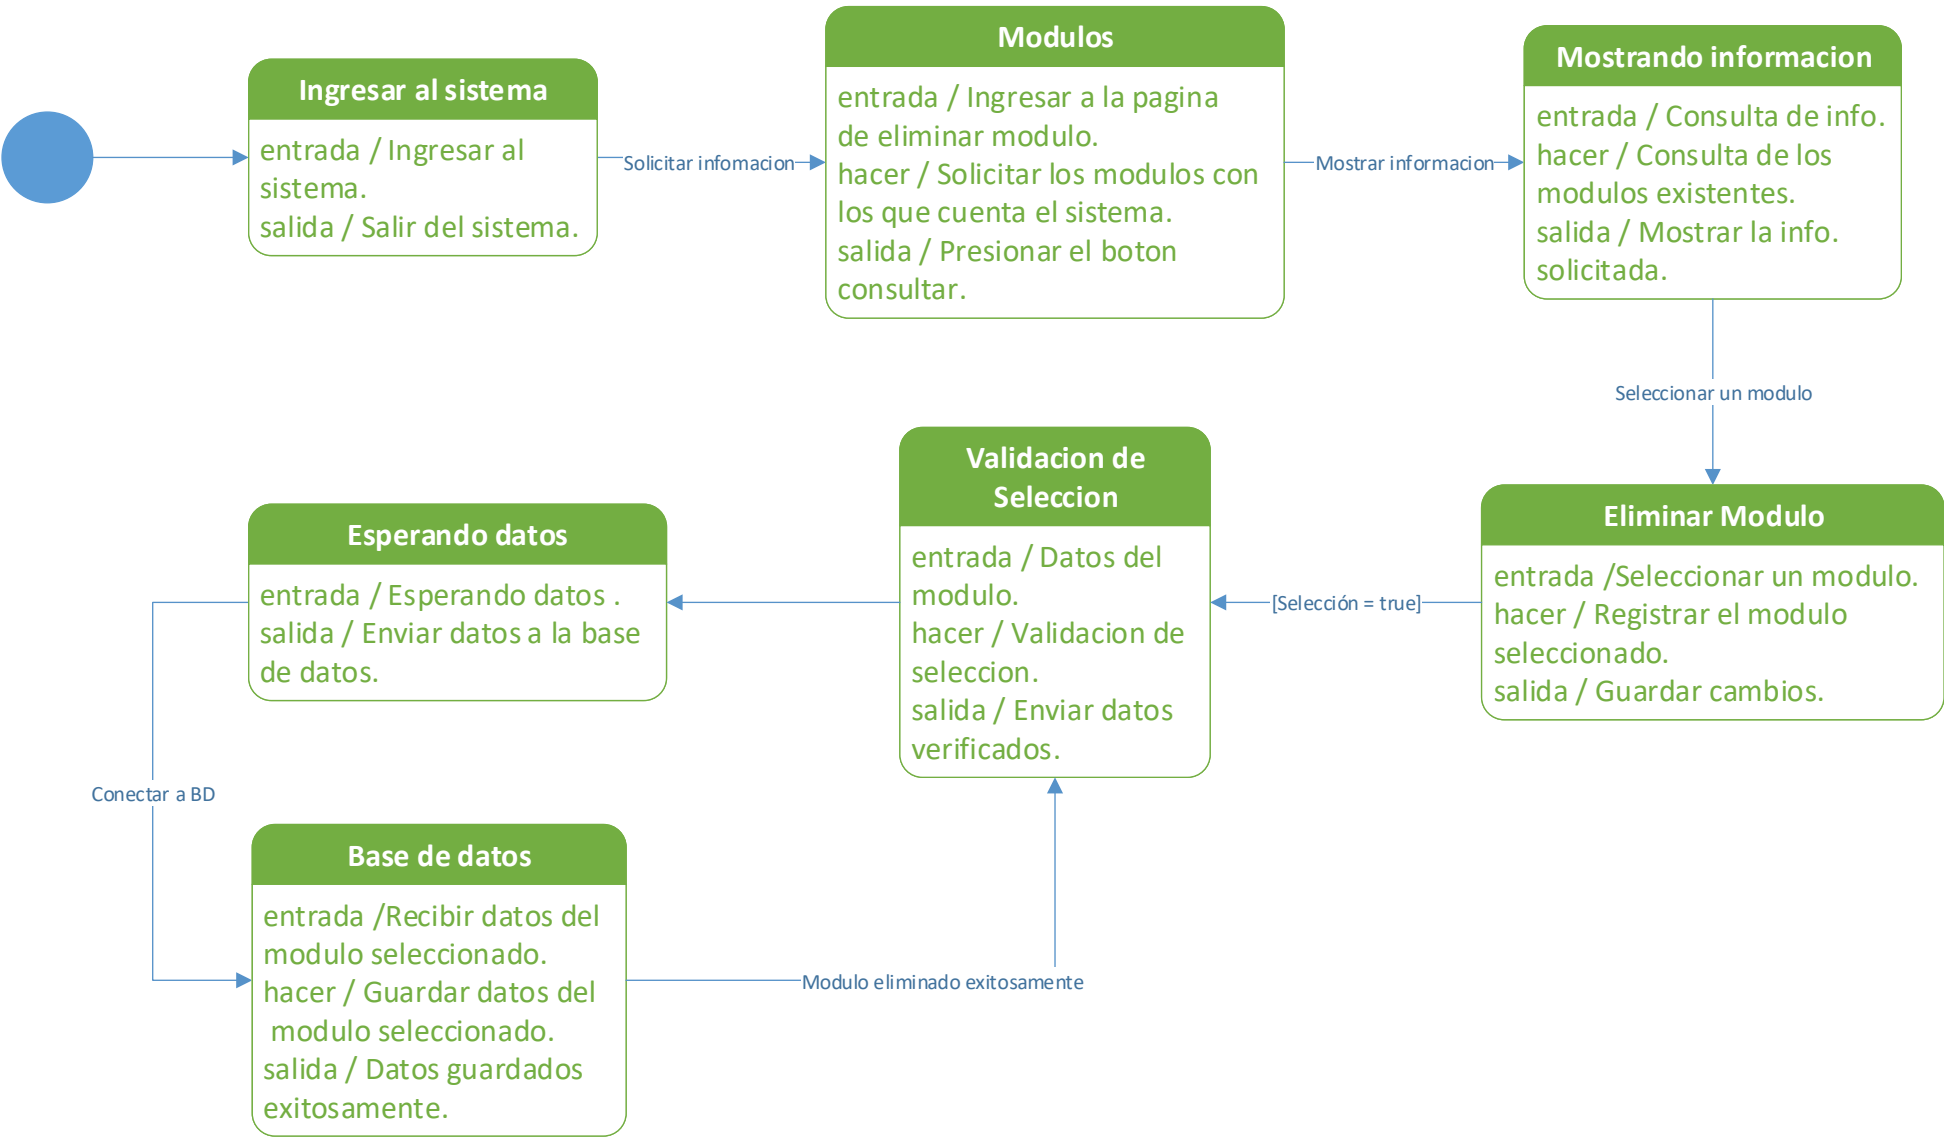 Ingresar al sistema
entrada / Ingresar al
sistema.
salida / Salir del sistema.
Solicitar infomacion
Modulos
entrada / Ingresar a la pagina
de eliminar modulo.
hacer / Solicitar los modulos con
los que cuenta el sistema.
salida / Presionar el boton
consultar.
Mostrar informacion
Mostrando informacion
entrada / Consulta de info.
hacer / Consulta de los
modulos existentes.
salida / Mostrar la info.
solicitada.
Seleccionar un modulo
Eliminar Modulo
entrada /Seleccionar un modulo.
hacer / Registrar el modulo
seleccionado.
salida / Guardar cambios.
[Selección = true]
Validacion de
Seleccion
entrada / Datos del
modulo.
hacer / Validacion de
seleccion.
salida / Enviar datos
verificados.
Esperando datos
entrada / Esperando datos .
salida / Enviar datos a la base
de datos.
Conectar a BD
Base de datos
entrada /Recibir datos del
modulo seleccionado.
hacer / Guardar datos del
modulo seleccionado.
salida / Datos guardados
exitosamente.
Modulo eliminado exitosamente